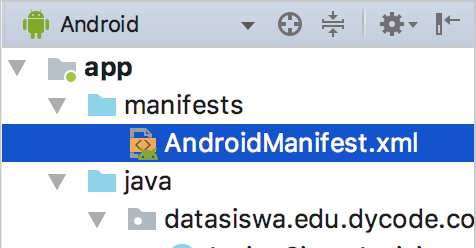 Android
app
manifests
AndroidManifest.xml
java
datasiswa.edu.dycode.co